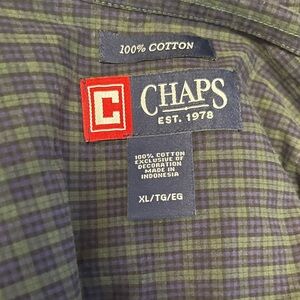 100% COTTON
C
CHAPS
EST. 1978
100% COTTON
EXCLUSIVE OF
DECORATION
MADE IN
INDONESIA
XL/TG/EG